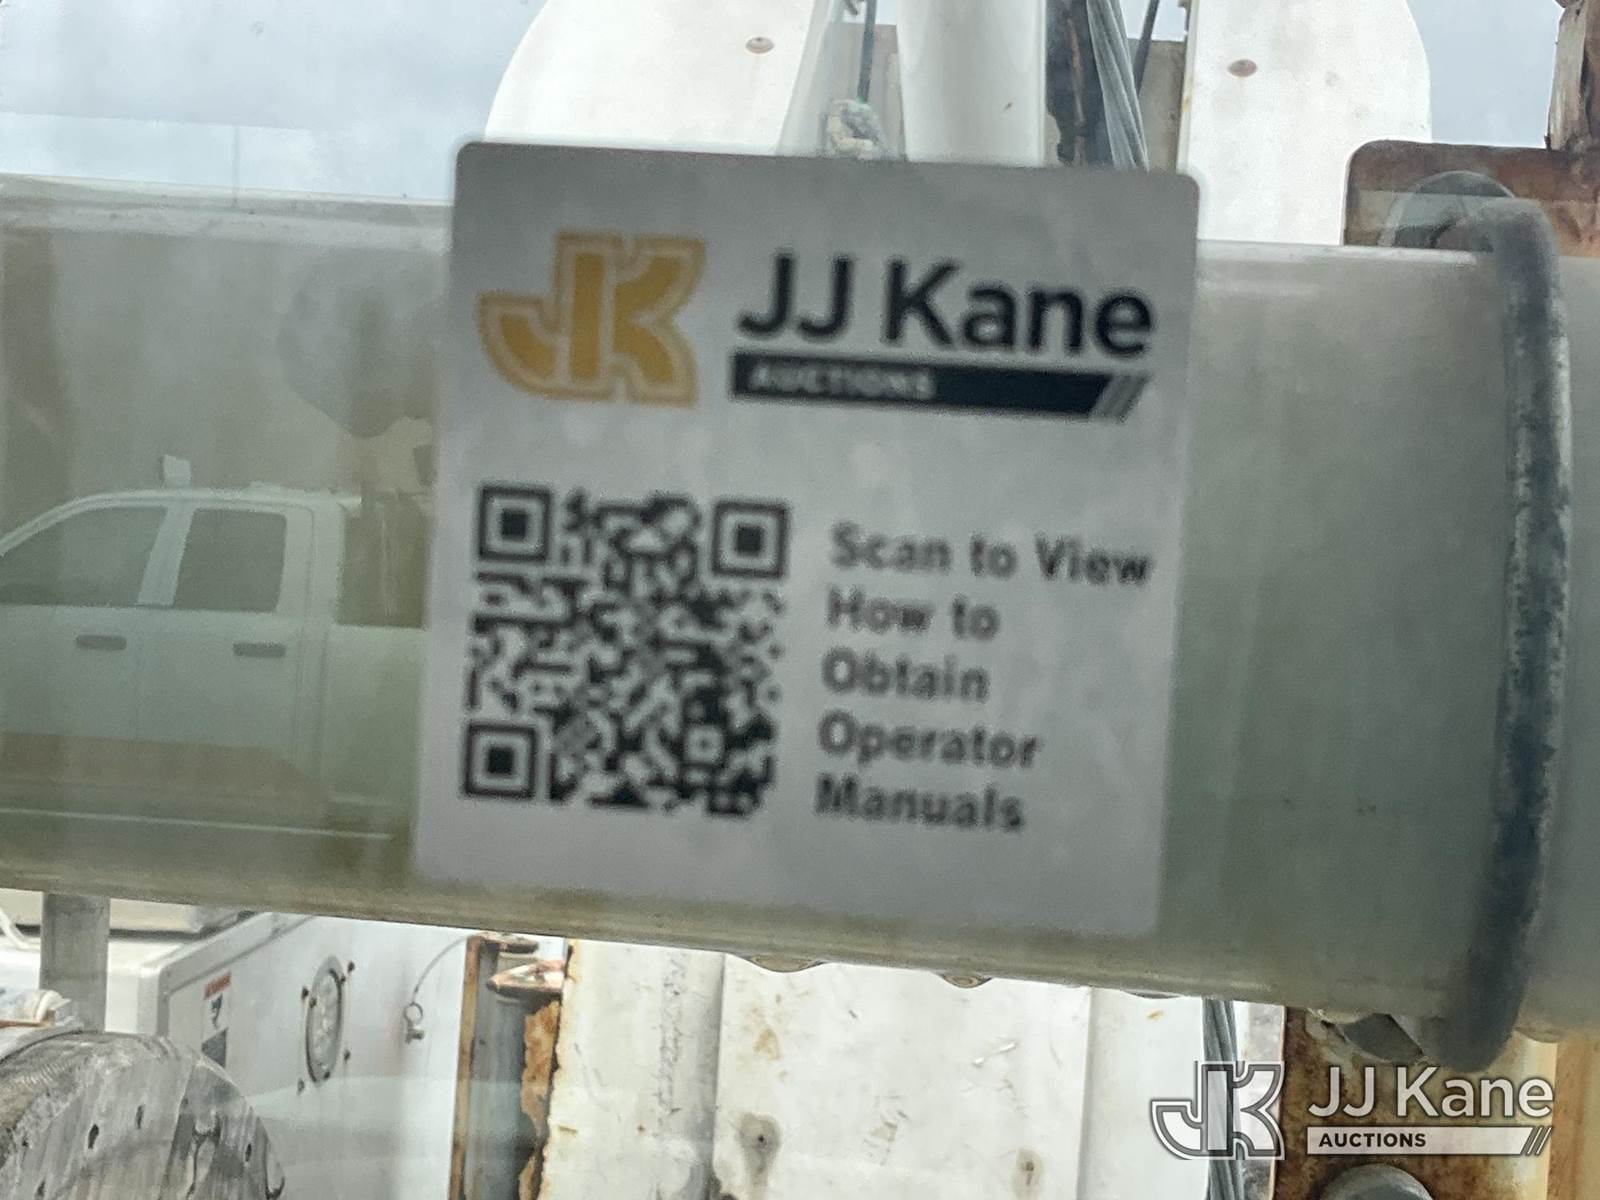 JK
JJ Kane
AUCTIONS
Scan to View
How to
Obtain
Operator
Manuals
JK
JJ Kane
AUCTIONS